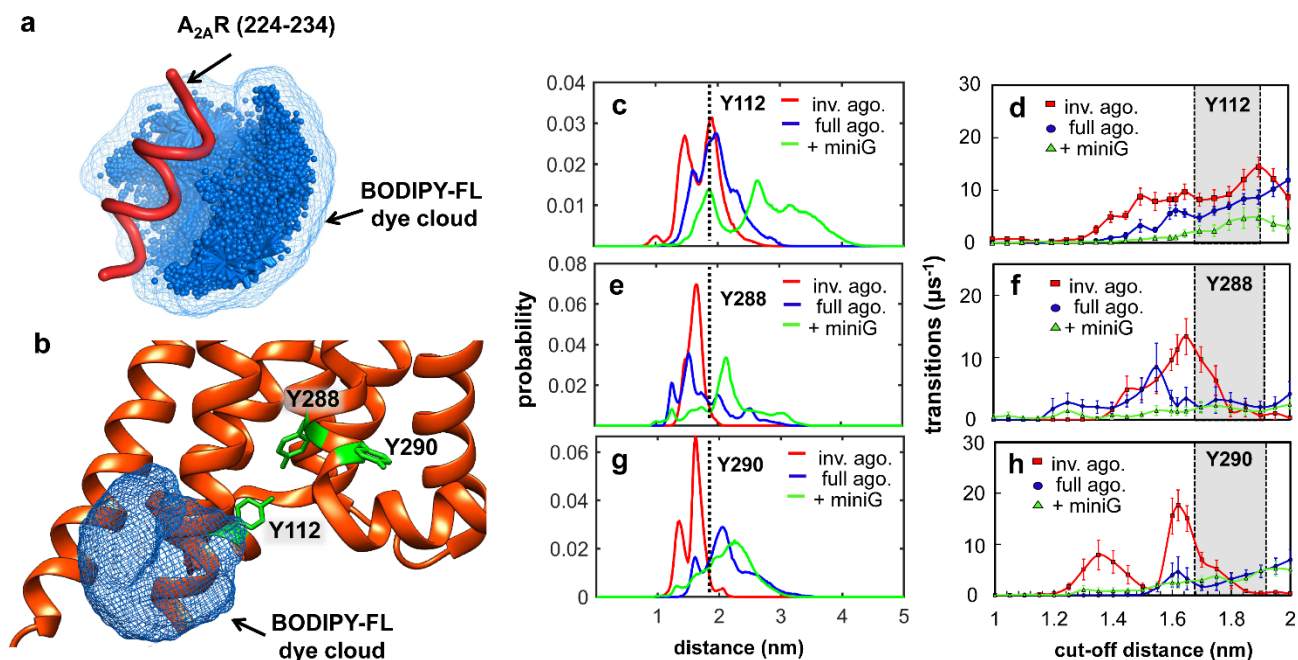 a
A2AR (224-234)
BODIPY-FL
dye cloud
b
Y288
Y290
Y112
BODIPY-FL
dye cloud
probability
distance (nm)
c
Y112
inv. ago.
full ago.
+ miniG
0.04
0.03
0.02
0.01
0
e
Y288
inv. ago.
full ago.
+ miniG
0.08
0.06
0.04
0.02
0
g
Y290
inv. ago.
full ago.
+ miniG
0.06
0.04
0.02
0
1 2 3 4 5
transitions (µs-1)
cut-off distance (nm)
d
Y112
inv. ago.
full ago.
+ miniG
30
20
10
0
f
Y288
inv. ago.
full ago.
+ miniG
20
10
0
h
Y290
inv. ago.
full ago.
+ miniG
30
20
10
0
1 1.2 1.4 1.6 1.8 2